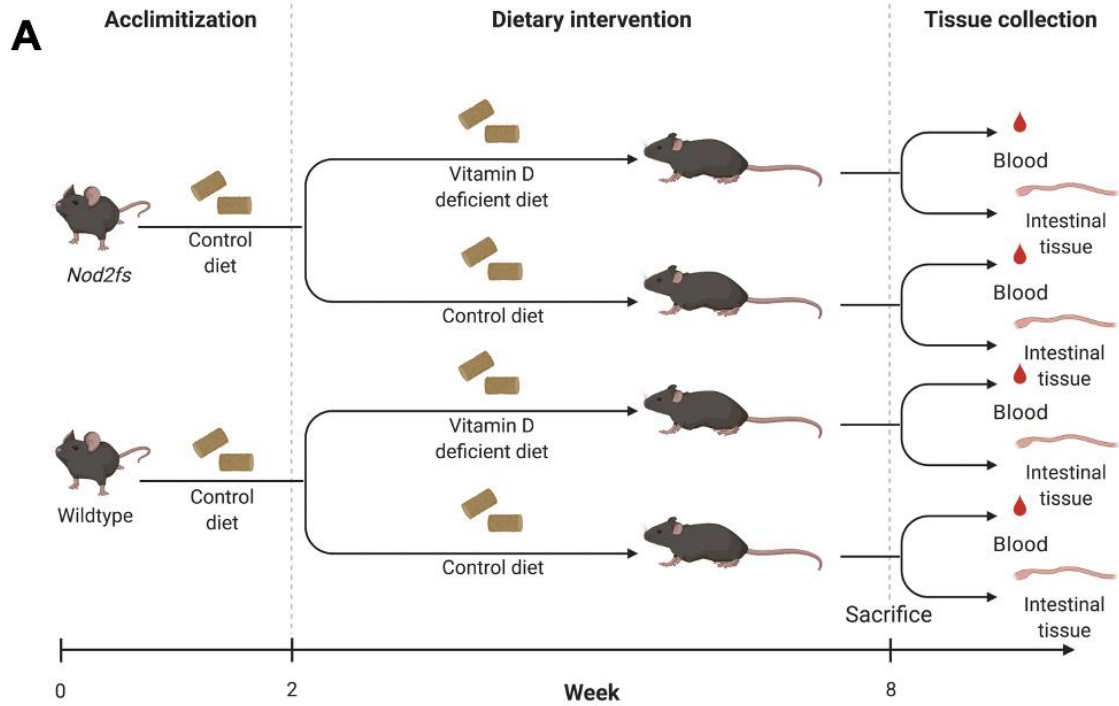 A
Acclimitization
Dietary intervention
Tissue collection
Nod2fs
Control
diet
Vitamin D
deficient diet
Control diet
Blood
Intestinal
tissue
Blood
Intestinal
tissue
Wildtype
Control
diet
Vitamin D
deficient diet
Control diet
Blood
Intestinal
tissue
Blood
Intestinal
tissue
Sacrifice
0
2
Week
8